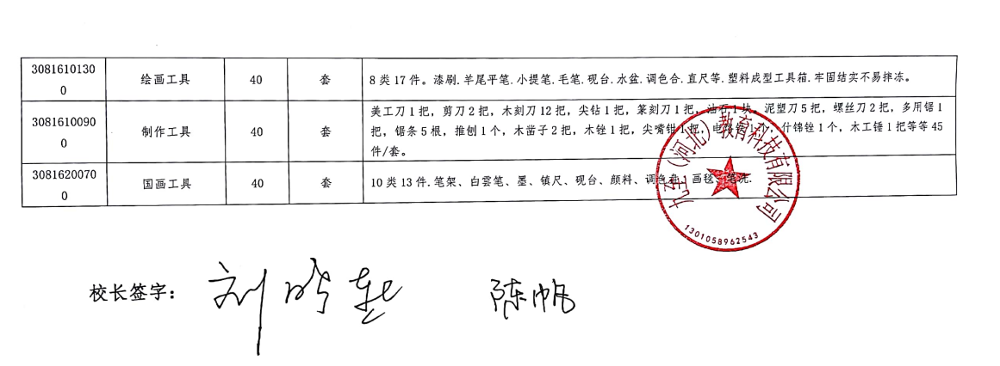 3081610130
0
绘画工具
40
套
8类17件。漆刷.羊尾平笔.小提笔.毛笔.砚台.水盆.调色合.直尺等.塑料成型工具箱.牢固结实不易摔冻。
3081610090
0
制作工具
40
套
美工刀1把，剪刀2把，木刻刀12把，尖钻1把，篆刻刀1把，油石1块，泥塑刀5把，螺丝刀2把，多用锯1
把，锯条5根，推刨1个，木凿子2把，木锉1把，尖嘴钳1把，电烙铁1个，什锦锉1个，木工锤1把等等45
件/套。
3081620070
0
国画工具
40
套
10类13件.笔架、白雲笔、墨、镇尺、砚台、颜料、调色盘、画毯、笔洗.
（河北）教育科技有限公司
1301058962543
校长签字：
刘 陈帆